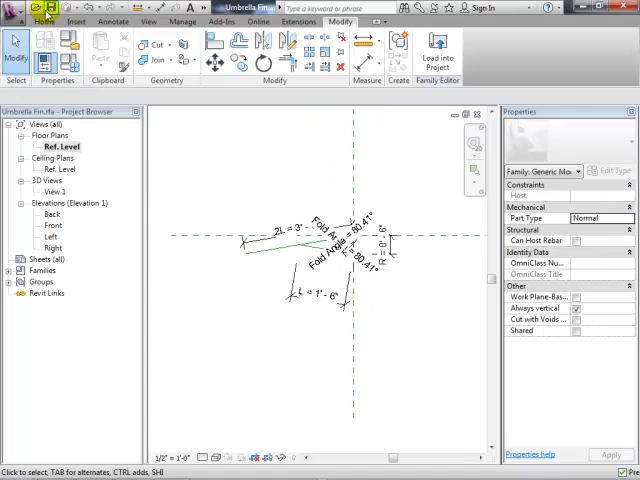 Umbrella Fin...
Type a keyword or phrase
Sign In
Home Insert Annotate View Manage Add-Ins Online Extensions Modify
Modify
Cut
Join
Load into
Project
Select Properties Clipboard Geometry Modify Measure Create Family Editor
Umbrella Fin.rfa - Project Browser
Views (all)
Floor Plans
Ref. Level
Ceiling Plans
Ref. Level
3D Views
View 1
Elevations (Elevation 1)
Back
Front
Left
Right
Sheets (all)
Families
Groups
Revit Links
2L = 3' -
Fold A
Fold Angle = 80.41°
= 80.41°
R = 0' - 6"
L = 1' - 6"
1/2" = 1'-0"
Properties
Family: Generic Mo
Edit Type
Constraints
Host
Mechanical
Part Type Normal
Structural
Can Host Rebar
Identity Data
OmniClass Nu...
OmniClass Title
Other
Work Plane-Bas...
Always vertical
Cut with Voids ...
Shared
Properties help
Apply
Click to select, TAB for alternates, CTRL adds, SHI
Pre